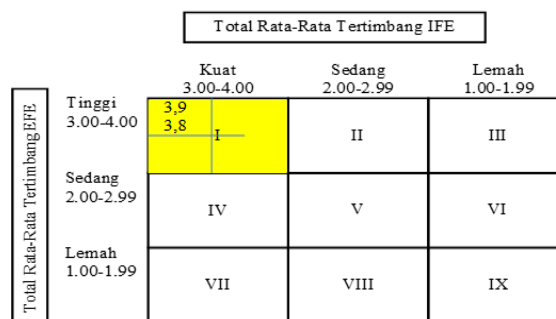 Total Rata-Rata Tertimbang IFE
Kuat
3.00-4.00
Sedang
2.00-2.99
Lemah
1.00-1.99
Total Rata-Rata TertimbangEFE
Tinggi
3.00-4.00
3,9
3,8
I
II
III
Sedang
2.00-2.99
IV
V
VI
Lemah
1.00-1.99
VII
VIII
IX